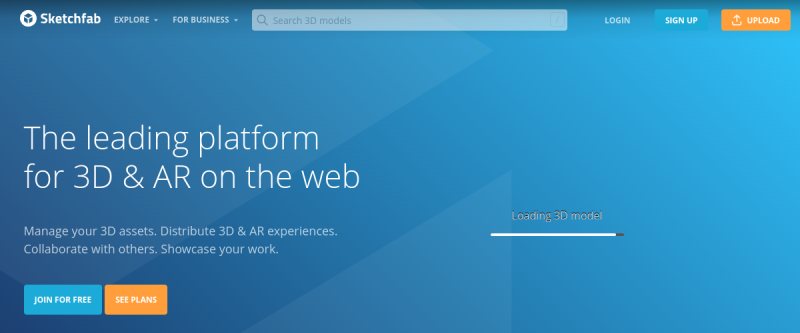 Sketchfab EXPLORE FOR BUSINESS Search 3D models / LOGIN SIGN UP UPLOAD
The leading platform
for 3D & AR on the web
Loading 3D model
Manage your 3D assets. Distribute 3D & AR experiences.
Collaborate with others. Showcase your work.
JOIN FOR FREE SEE PLANS